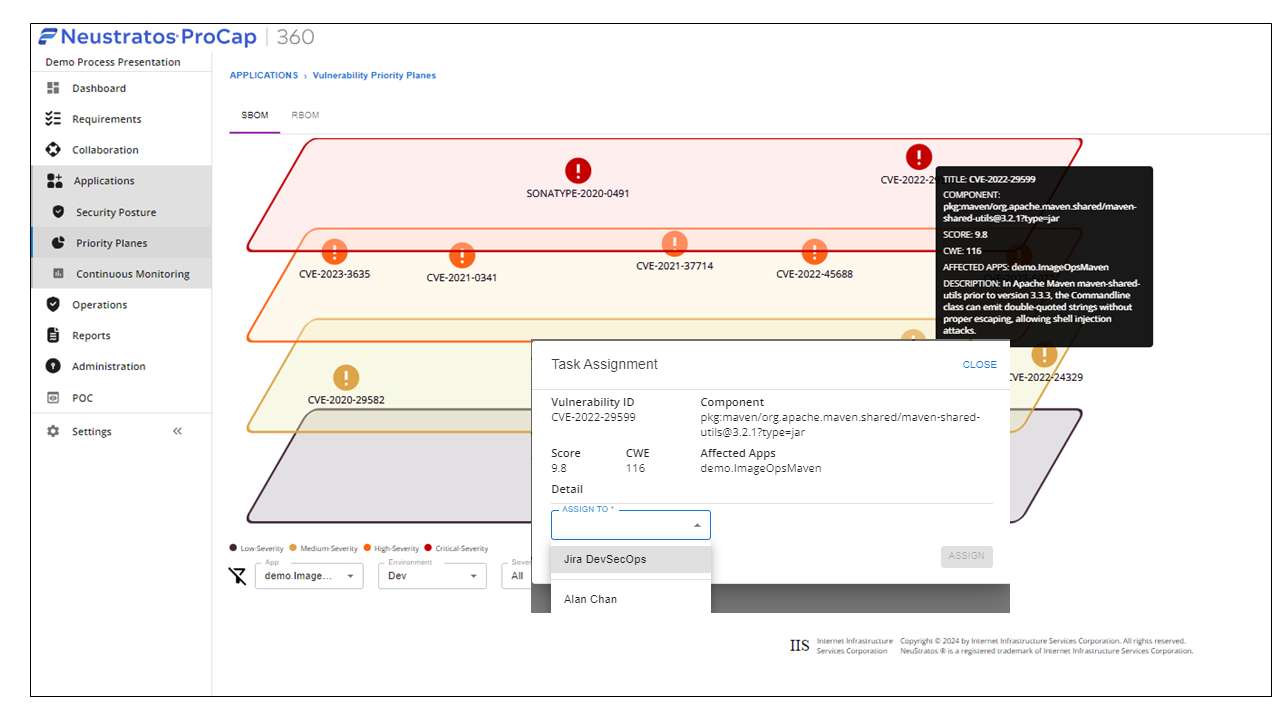 Neustratos ProCap | 360
Demo Process Presentation
Dashboard
Requirements
Collaboration
Applications
Security Posture
Priority Planes
Continuous Monitoring
Operations
Reports
Administration
POC
Settings
APPLICATIONS › Vulnerability Priority Planes
SBOM RBOM
SONATYPE-2020-0491
CVE-2022-29
CVE-2023-3635
CVE-2021-0341
CVE-2021-37714
CVE-2022-45688
TITLE: CVE-2022-29599
COMPONENT:
pkg:maven/org.apache.maven.shared/maven-
shared-utils@3.2.1?type=jar
SCORE: 9.8
CWE: 116
AFFECTED APPS: demo.ImageOpsMaven
DESCRIPTION: In Apache Maven maven-shared-
utils prior to version 3.3.3, the Commandline
class can emit double-quoted strings without
proper escaping, allowing shell injection
attacks.
CVE-2020-29582
CVE-2022-24329
Task Assignment
CLOSE
Vulnerability ID
CVE-2022-29599
Component
pkg:maven/org.apache.maven.shared/maven-shared-
utils@3.2.1?type=jar
Score
9.8
CWE
116
Affected Apps
demo.ImageOpsMaven
Detail
ASSIGN TO *
Jira DevSecOps
Alan Chan
ASSIGN
Low-Severity Medium-Severity High-Severity Critical-Severity
App
demo.Image...
Environment
Dev
Seve
All
IIS
Internet Infrastructure
Services Corporation
Copyright © 2024 by Internet Infrastructure Services Corporation. All rights reserved.
NeuStratos ® is a registered trademark of Internet Infrastructure Services Corporation.